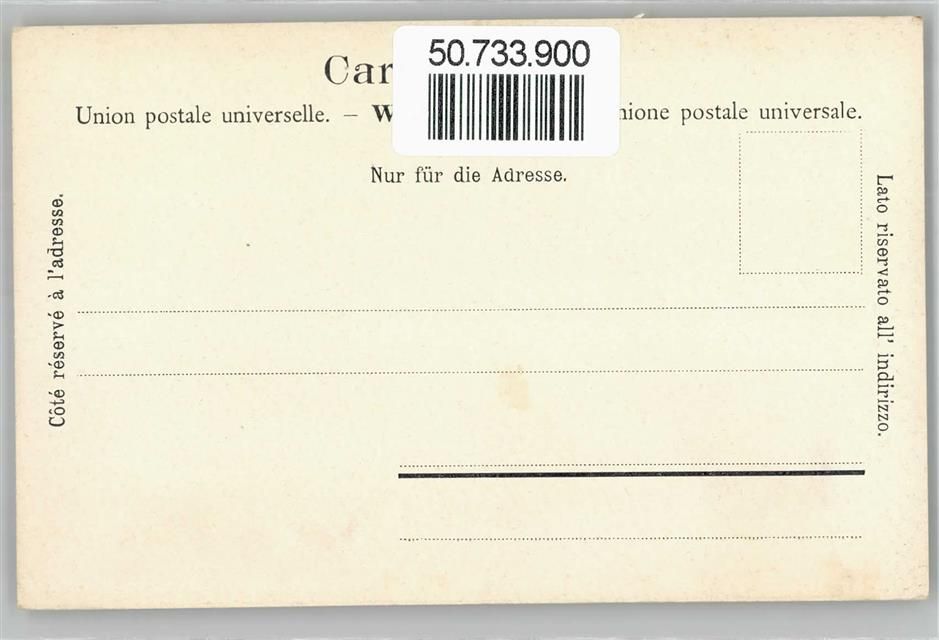 50.733.900
Car
Union postale universelle. – W nione postale universale.
Nur für die Adresse.
Côté réservé à l'adresse.
Lato riservato all' indirizzo.